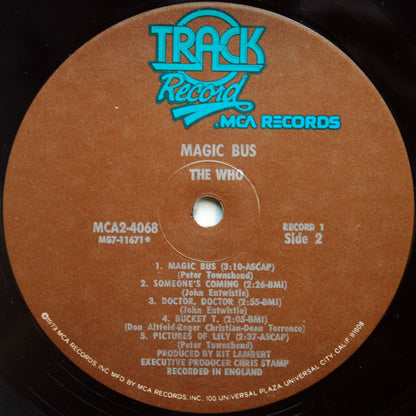 TRACK
Record
MCA RECORDS
MAGIC BUS
THE WHO
MCA2-4068
MG7-11671*
RECORD 1
Side 2
1. MAGIC BUS (3:10-ASCAP)
(Peter Townshend)
2. SOMEONE'S COMING (2:26-BMI)
(John Entwistle)
3. DOCTOR, DOCTOR (2:55-BMI)
(John Entwistle)
4. BUCKET T. (2:05-BMI)
(Don Altfeld-Roger Christian-Dean Torrence)
5. PICTURES OF LILY (2:37-ASCAP)
(Peter Townshend)
PRODUCED BY KIT LAMBERT
EXECUTIVE PRODUCER: CHRIS STAMP
RECORDED IN ENGLAND
©1973 MCA RECORDS, INC. MFG BY MCA RECORDS, INC. 100 UNIVERSAL PLAZA, UNIVERSAL CITY, CALIF. 91608